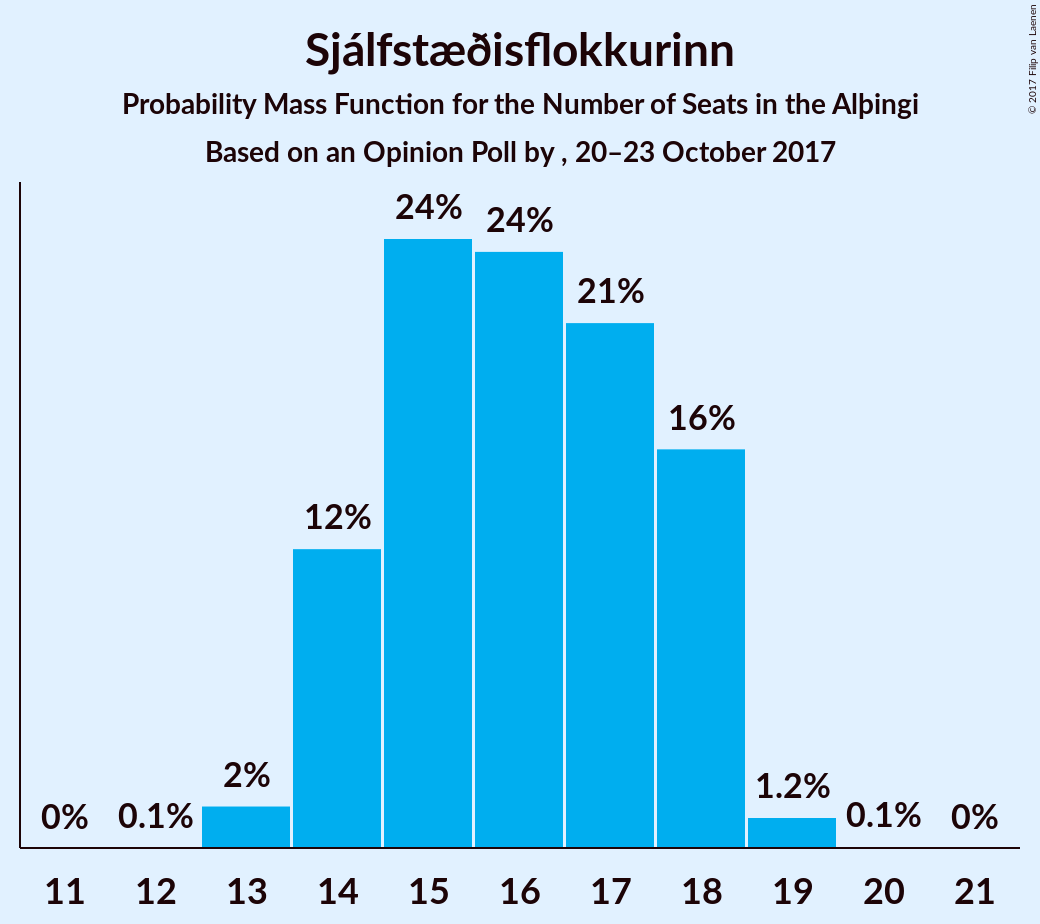 Sjálfstæðisflokkurinn
Probability Mass Function for the Number of Seats in the Alþingi
Based on an Opinion Poll by , 20–23 October 2017
© 2017 Filip van Laenen
0% 0.1% 2% 12% 24% 24% 21% 16% 1.2% 0.1% 0%
11 12 13 14 15 16 17 18 19 20 21